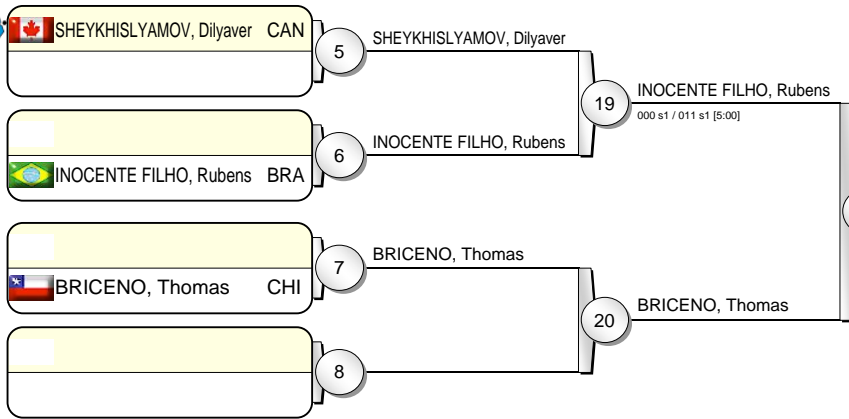 SHEYKHISLYAMOV, Dilyaver CAN
5
SHEYKHISLYAMOV, Dilyaver
19
INOCENTE FILHO, Rubens
000 s1 / 011 s1 [5:00]
6
INOCENTE FILHO, Rubens
INOCENTE FILHO, Rubens BRA
7
BRICENO, Thomas
BRICENO, Thomas CHI
20
BRICENO, Thomas
8